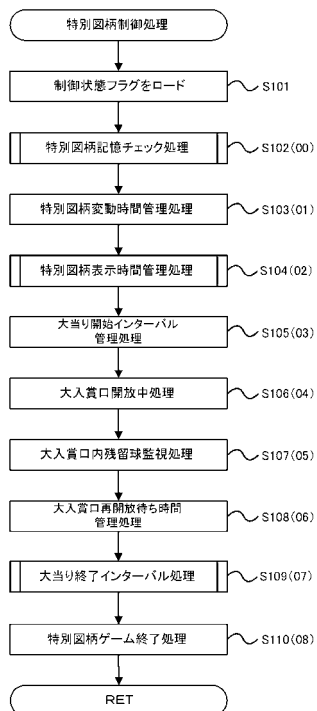 特別図柄制御処理
制御状態フラグをロード
S101
特別図柄記憶チェック処理
S102(00)
特別図柄変動時間管理処理
S103(01)
特別図柄表示時間管理処理
S104(02)
大当り開始インターバル
管理処理
S105(03)
大入賞口開放中処理
S106(04)
大入賞口内残留球監視処理
S107(05)
大入賞口再開放待ち時間
管理処理
S108(06)
大当り終了インターバル処理
S109(07)
特別図柄ゲーム終了処理
S110(08)
RET